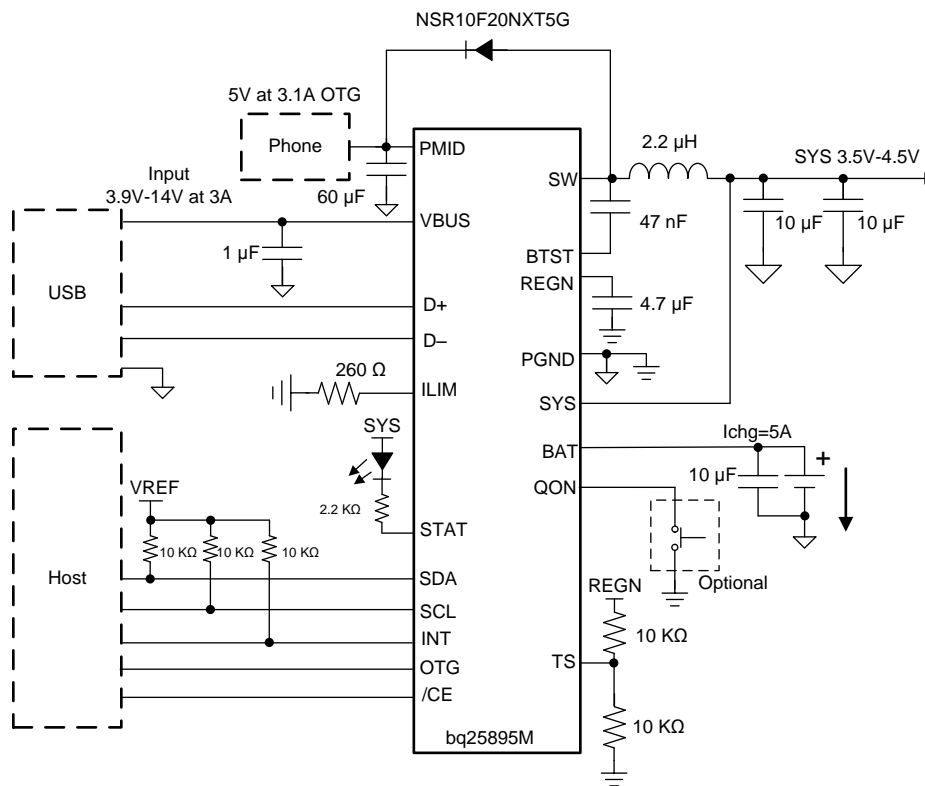 NSR10F20NXT5G
5V at 3.1A OTG
Phone
PMID
60 µF
Input
3.9V-14V at 3A
VBUS
1 µF
USB
D+
D–
260 Ω
ILIM
SYS
2.2 KΩ
STAT
VREF
10 KΩ
10 KΩ
10 KΩ
Host
SDA
SCL
INT
OTG
/CE
bq25895M
2.2 µH
SYS 3.5V-4.5V
SW
47 nF
10 µF
10 µF
BTST
REGN
4.7 µF
PGND
SYS
BAT
Ichg=5A
10 µF
+
QON
Optional
REGN
10 KΩ
TS
10 KΩ